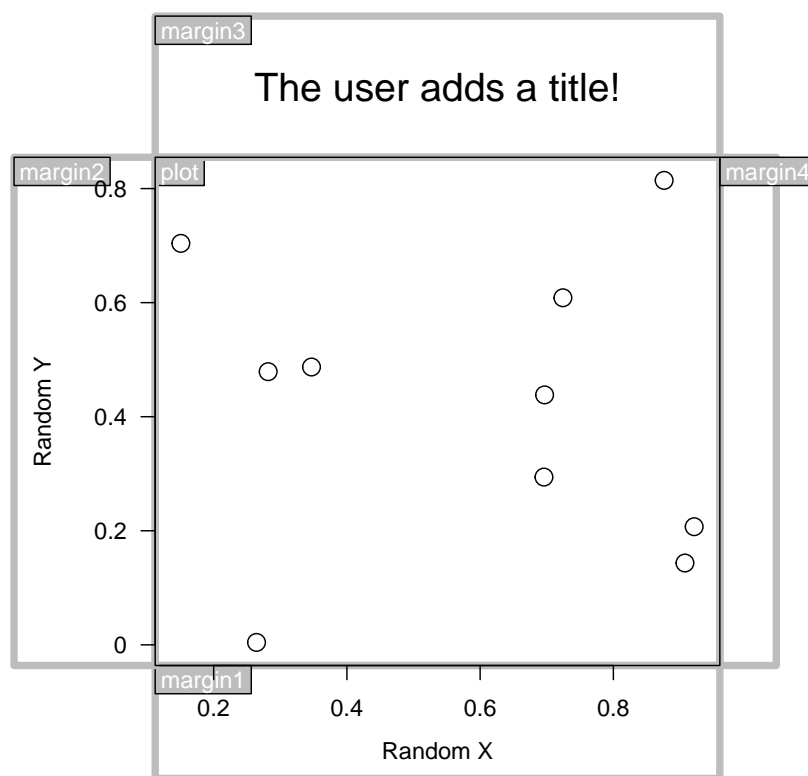 margin3
The user adds a title!
margin2
plot
margin4
0.8
0.6
0.4
0.2
0
Random Y
margin1
0.2 0.4 0.6 0.8
Random X